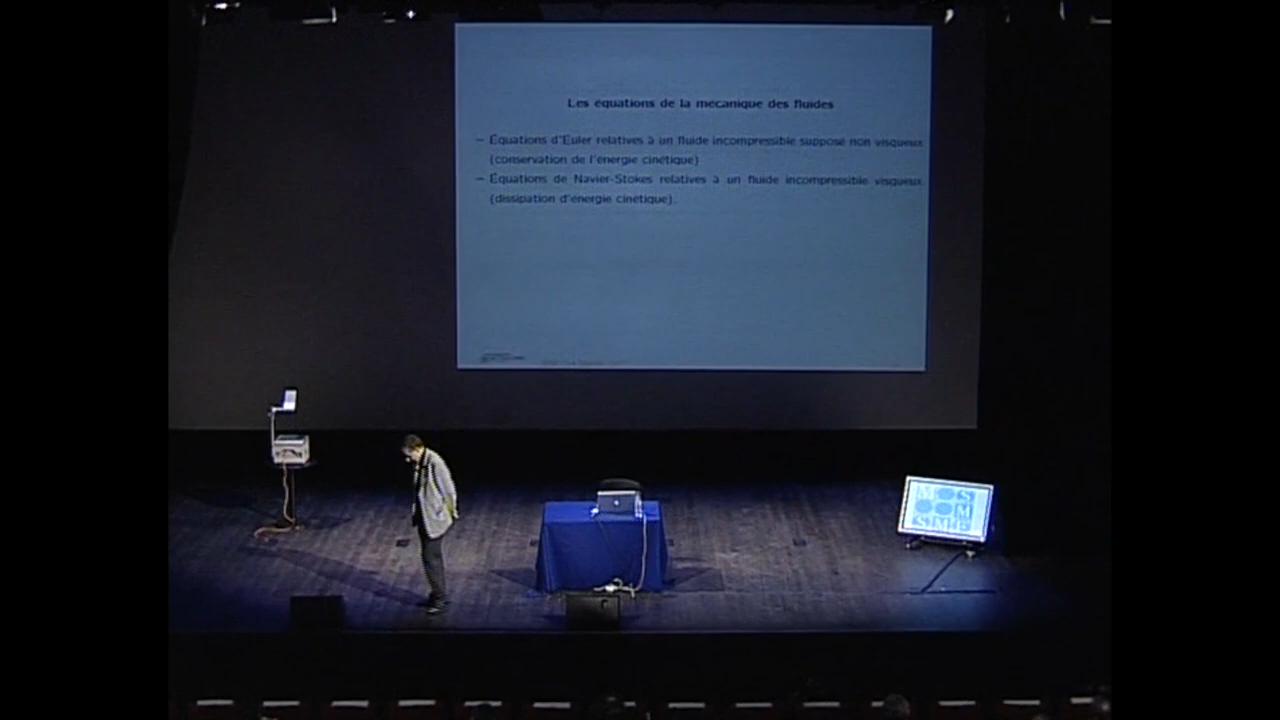 Les équations de la mécanique des fluides
– Équations d'Euler relatives à un fluide incompressible supposé non visqueux
(conservation de l'énergie cinétique)
– Équations de Navier-Stokes relatives à un fluide incompressible visqueux
(dissipation d'énergie cinétique).